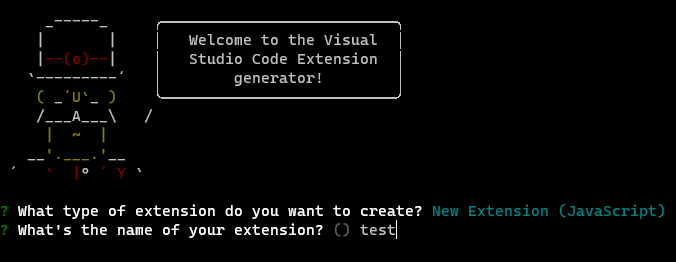 Welcome to the Visual
Studio Code Extension
generator!
? What type of extension do you want to create? New Extension (JavaScript)
? What's the name of your extension? () test